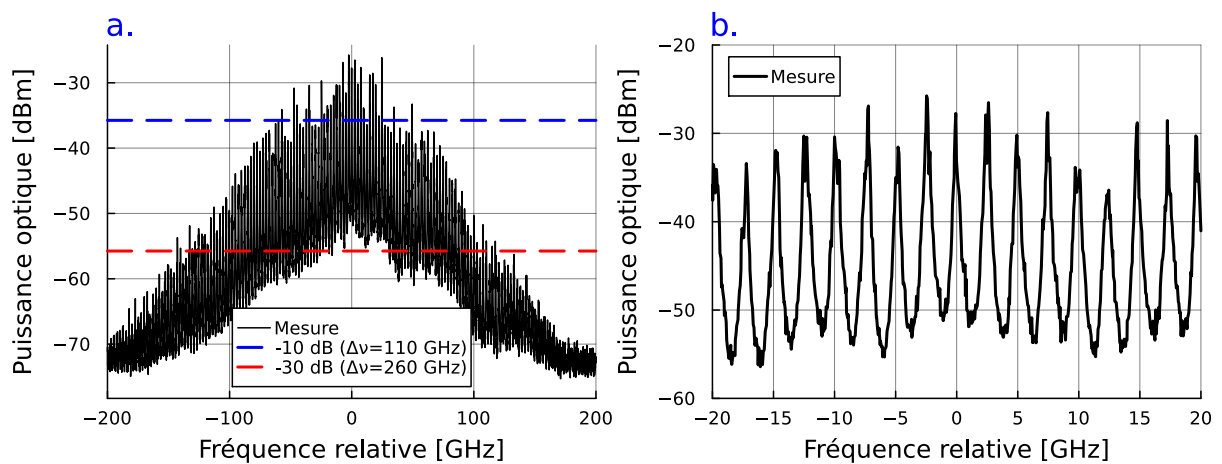 a.
Puissance optique [dBm]
−30
−40
−50
−60
−70
Mesure
-10 dB (Δν=110 GHz)
-30 dB (Δν=260 GHz)
−200
−100
0
100
200
Fréquence relative [GHz]
b.
Puissance optique [dBm]
−20
−30
−40
−50
−60
Mesure
−20
−15
−10
−5
0
5
10
15
20
Fréquence relative [GHz]